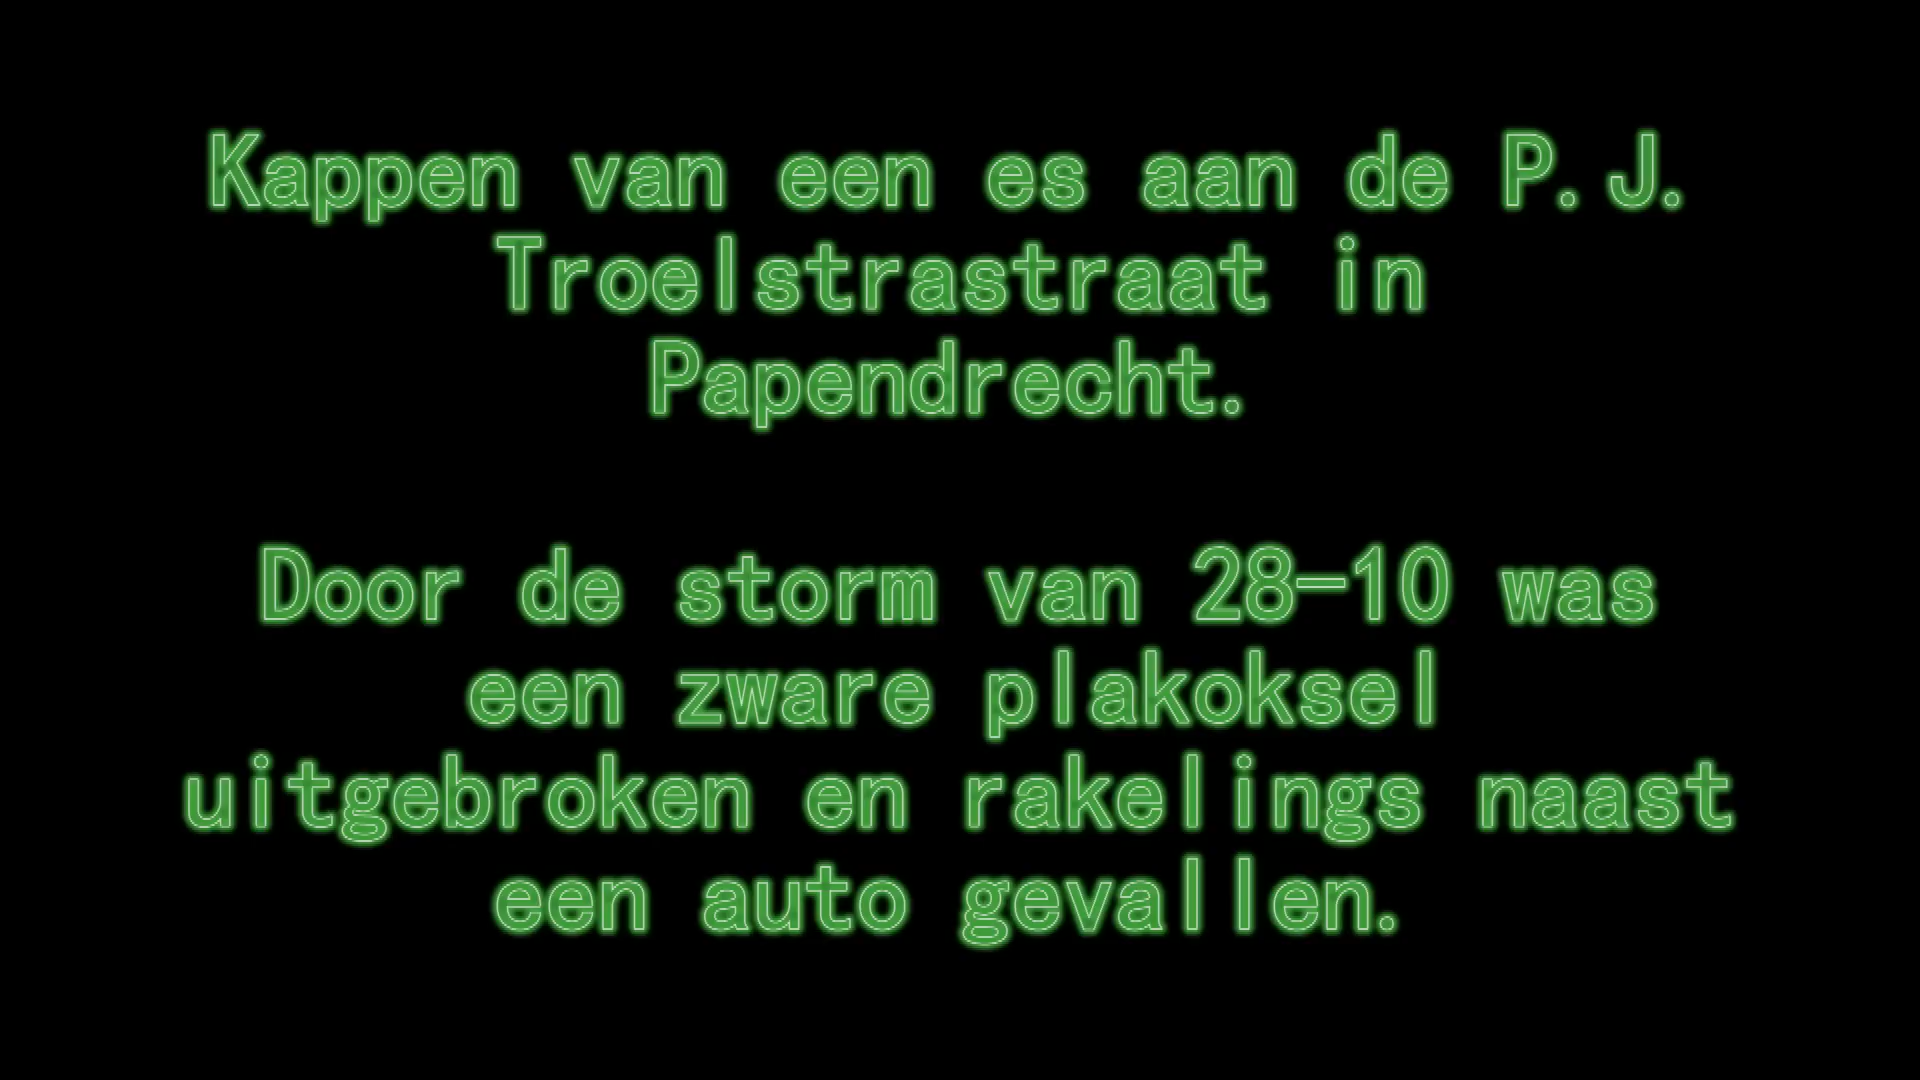 Kappen van een es aan de P.J.
Troelstrastraat in
Papendrecht.
Door de storm van 28-10 was
een zware plakoksel
uitgebroken en rakelings naast
een auto gevallen.